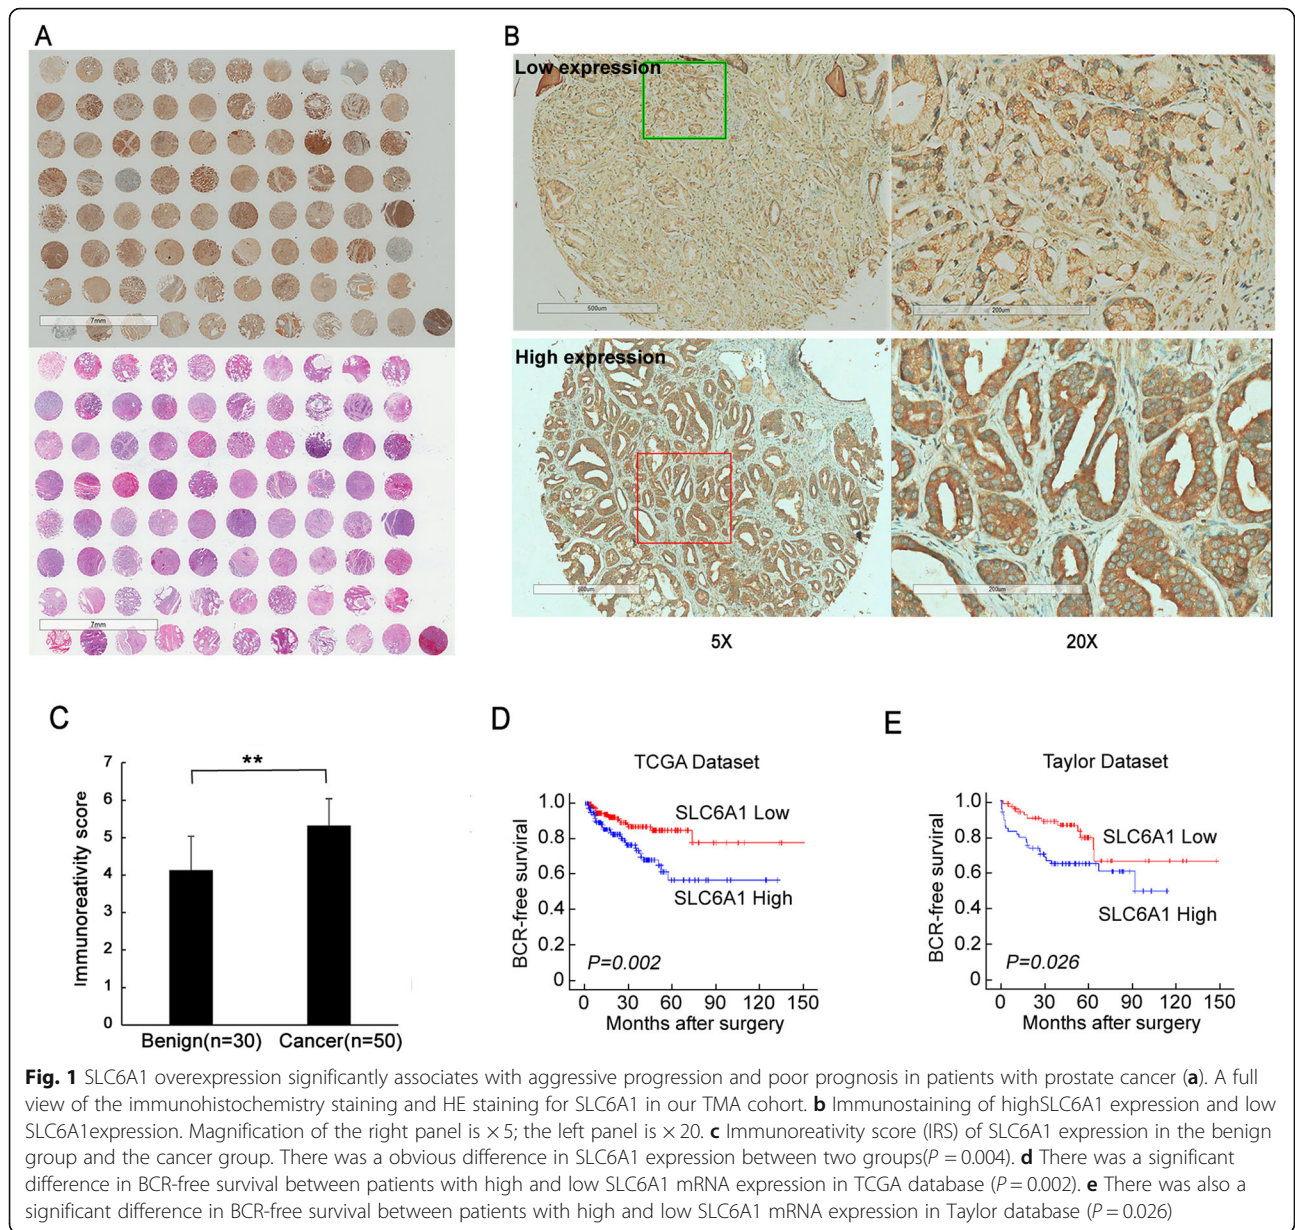 A
7mm
7mm
B
Low expression
500um
200um
High expression
500um
200um
5X
20X
C
Immunoreativity score
7
6
5
4
3
2
1
0
**
Benign(n=30)
Cancer(n=50)
D
TCGA Dataset
BCR-free survival
1.0
0.8
0.6
0.4
0.2
0
SLC6A1 Low
SLC6A1 High
P=0.002
0 30 60 90 120 150
Months after surgery
E
Taylor Dataset
BCR-free survival
1.0
0.8
0.6
0.4
0.2
0
SLC6A1 Low
SLC6A1 High
P=0.026
0 30 60 90 120 150
Months after surgery
Fig. 1 SLC6A1 overexpression significantly associates with aggressive progression and poor prognosis in patients with prostate cancer (a). A full
view of the immunohistochemistry staining and HE staining for SLC6A1 in our TMA cohort. b Immunostaining of highSLC6A1 expression and low
SLC6A1expression. Magnification of the right panel is × 5; the left panel is × 20. c Immunoreativity score (IRS) of SLC6A1 expression in the benign
group and the cancer group. There was a obvious difference in SLC6A1 expression between two groups(P = 0.004). d There was a significant
difference in BCR-free survival between patients with high and low SLC6A1 mRNA expression in TCGA database (P = 0.002). e There was also a
significant difference in BCR-free survival between patients with high and low SLC6A1 mRNA expression in Taylor database (P = 0.026)